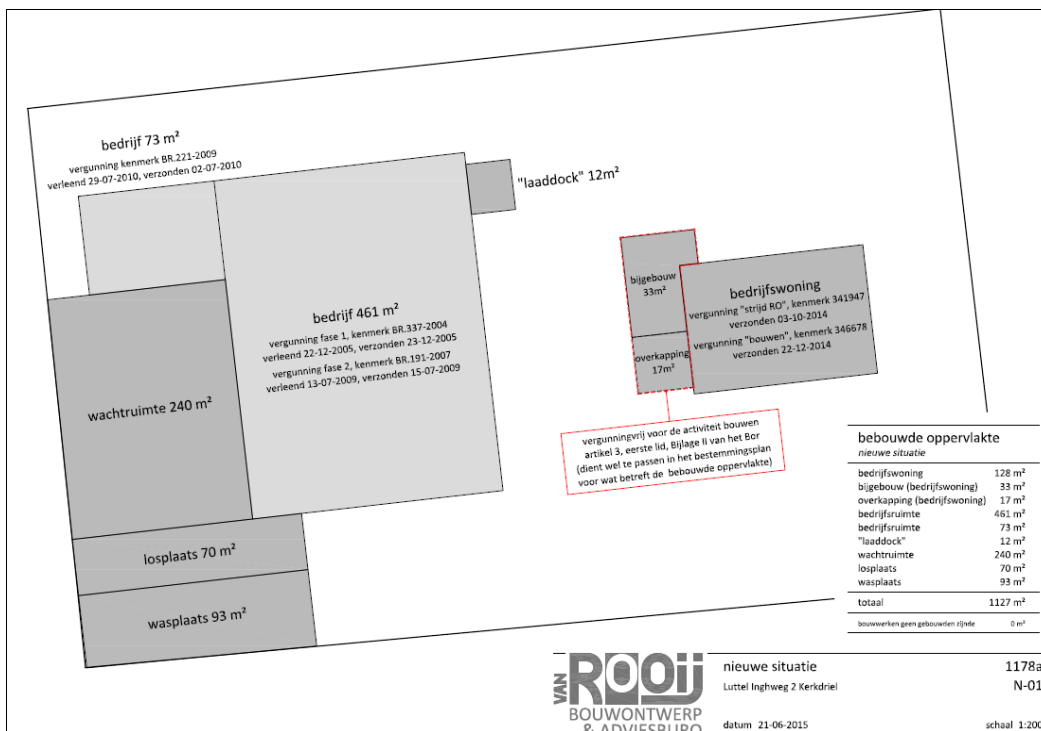 bedrijf 73 m²
vergunning kenmerk BR.221-2009
verleend 29-07-2010, verzonden 02-07-2010
"laaddock" 12m²
bijgebouw
33m²
overkapping
17m²
bedrijfswoning
vergunning "strijd RO", kenmerk 341947
verzonden 03-10-2014
vergunning "bouwen", kenmerk 346678
verzonden 22-12-2014
bedrijf 461 m²
vergunning fase 1, kenmerk BR.337-2004
verleend 22-12-2005, verzonden 23-12-2005
vergunning fase 2, kenmerk BR.191-2007
verleend 13-07-2009, verzonden 15-07-2009
wachtruimte 240 m²
vergunningvrij voor de activiteit bouwen
artikel 3, eerste lid, Bijlage II van het Bor
(dient wel te passen in het bestemmingsplan
voor wat betreft de bebouwde oppervlakte)
losplaats 70 m²
wasplaats 93 m²
bebouwde oppervlakte
nieuwe situatie
bedrijfswoning 128 m²
bijgebouw (bedrijfswoning) 33 m²
overkapping (bedrijfswoning) 17 m²
bedrijfsruimte 461 m²
bedrijfsruimte 73 m²
"laaddock" 12 m²
wachtruimte 240 m²
losplaats 70 m²
wasplaats 93 m²
totaal 1127 m²
bouwwerken geen gebouwden zijnde 0 m²
VAN ROOIJ
BOUWONTWERP
& ADVIESBURO
nieuwe situatie 1178a
Luttel Inghweg 2 Kerkdriel N-01
datum 21-06-2015 schaal 1:200